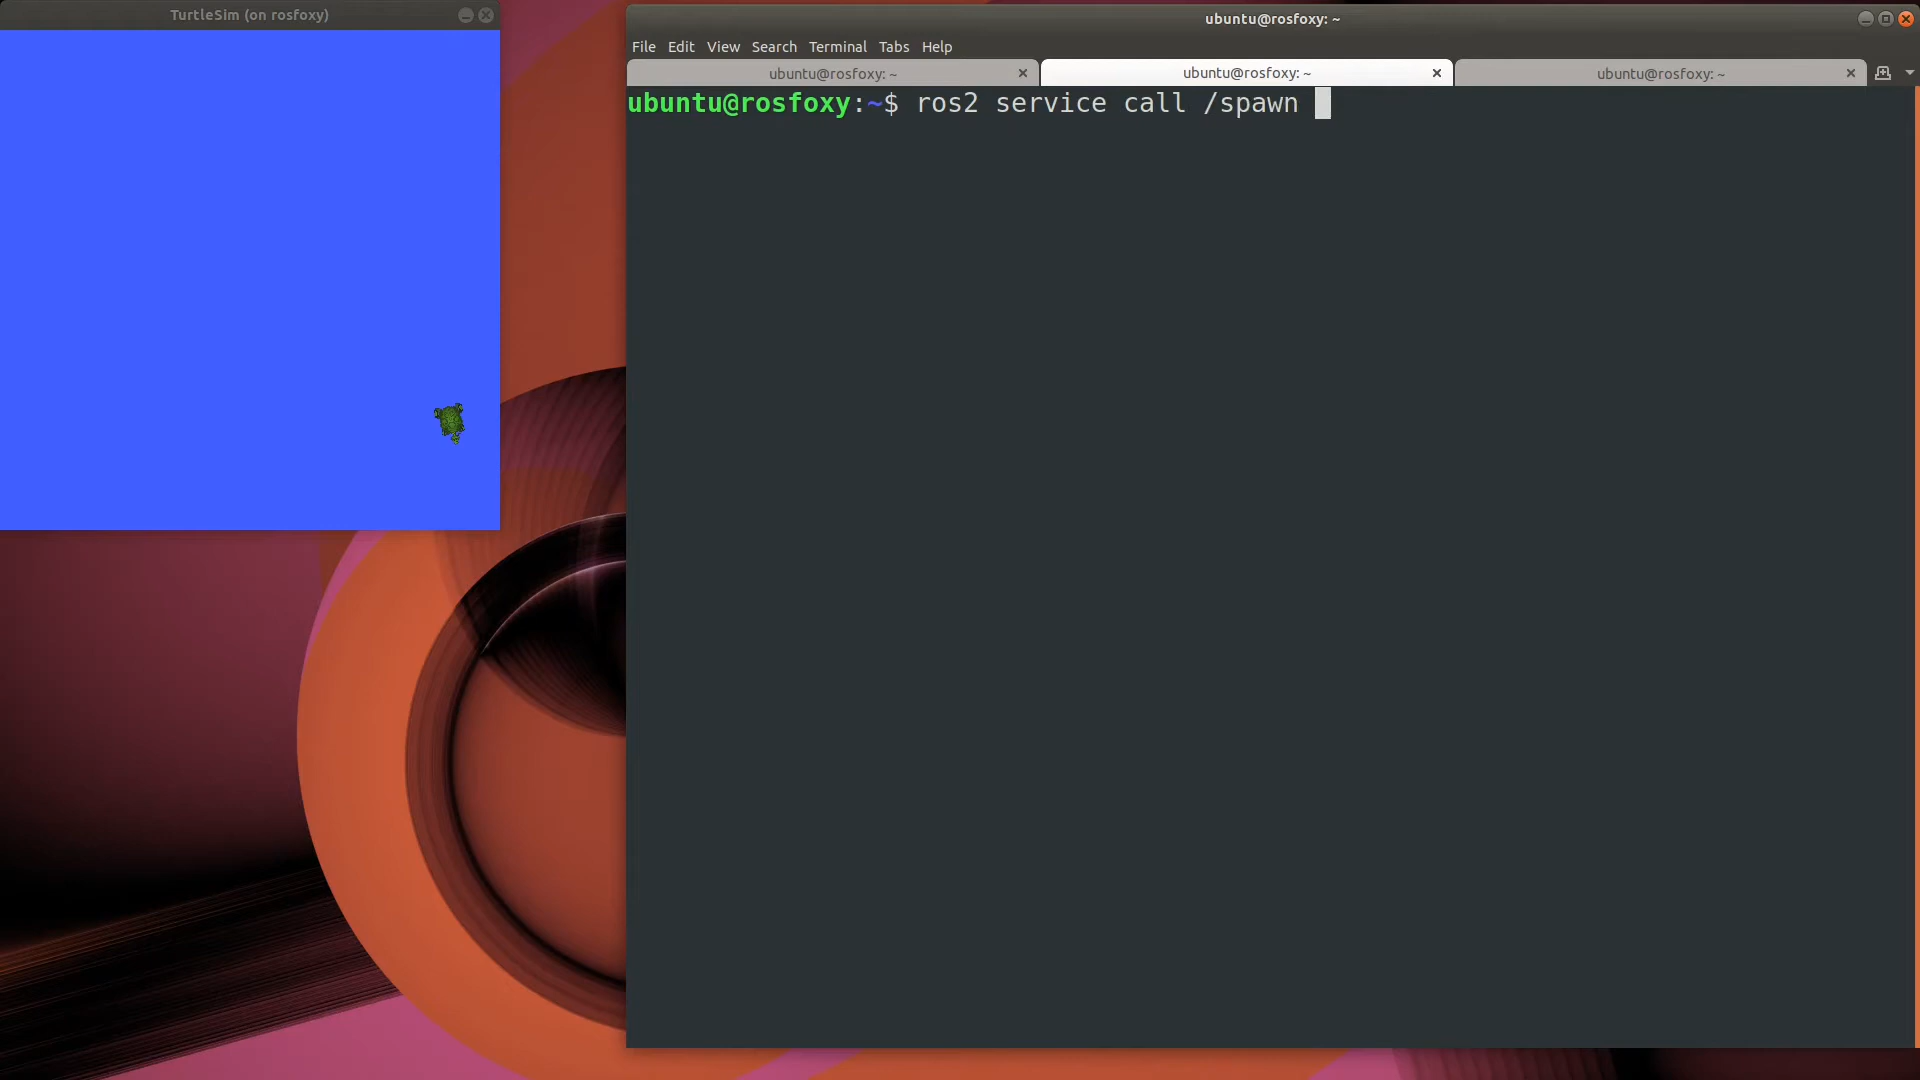 TurtleSim (on rosfoxy)
ubuntu@rosfoxy: ~
File Edit View Search Terminal Tabs Help
ubuntu@rosfoxy: ~ ubuntu@rosfoxy: ~ ubuntu@rosfoxy: ~
ubuntu@rosfoxy:~$ ros2 service call /spawn